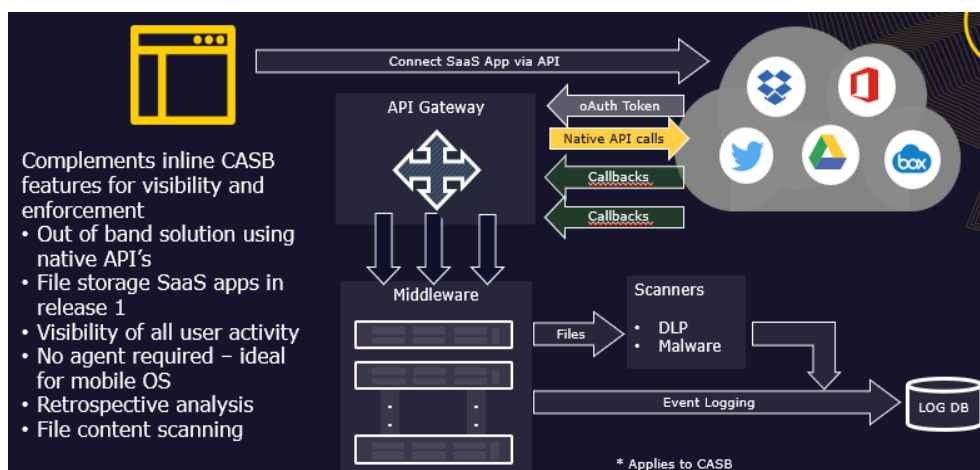 Connect SaaS App via API
API Gateway
oAuth Token
Native API calls
Callbacks
Callbacks
box
Complements inline CASB
features for visibility and
enforcement
• Out of band solution using
native API's
• File storage SaaS apps in
release 1
• Visibility of all user activity
• No agent required – ideal
for mobile OS
• Retrospective analysis
• File content scanning
Middleware
Files
Scanners
• DLP
• Malware
Event Logging
LOG DB
* Applies to CASB